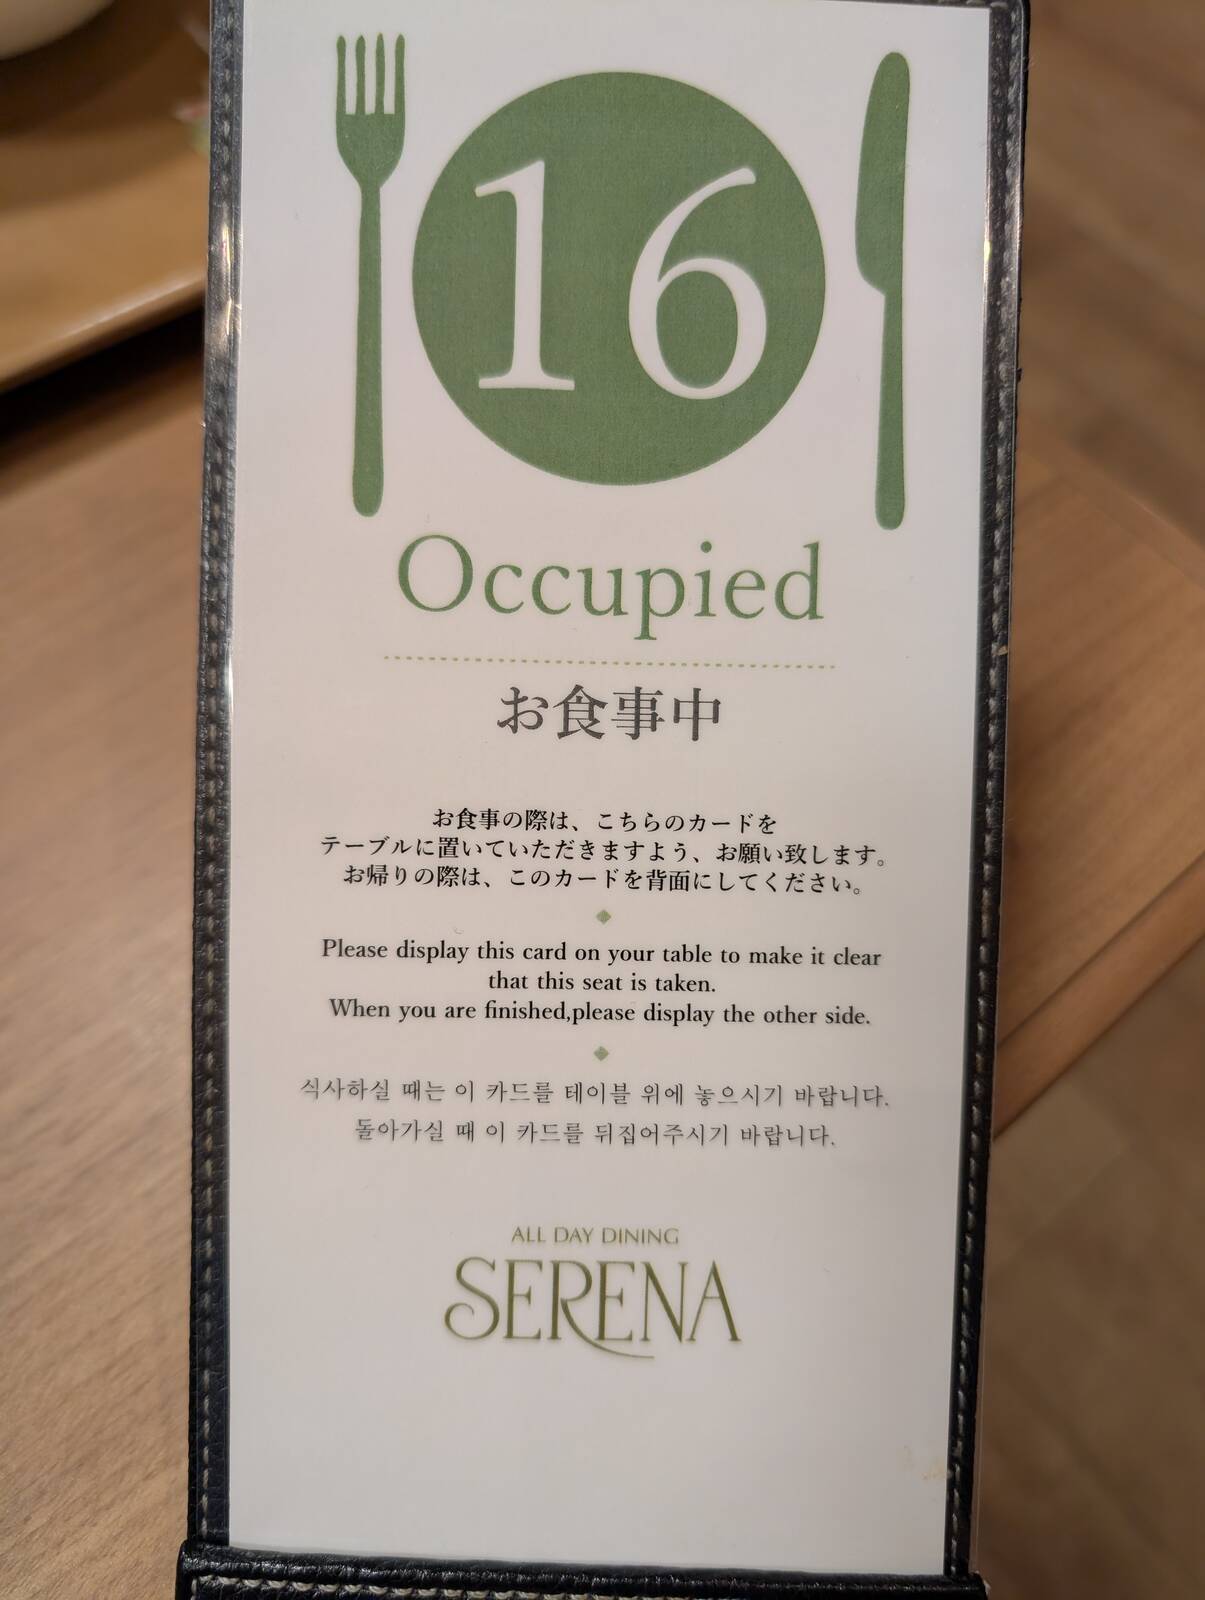 16
Occupied
お食事中
お食事の際は、こちらのカードを
テーブルに置いていただきますよう、お願い致します。
お帰りの際は、このカードを背面にしてください。
Please display this card on your table to make it clear
that this seat is taken.
When you are finished,please display the other side.
식사하실 때는 이 카드를 테이블 위에 놓으시기 바랍니다.
돌아가실 때 이 카드를 뒤집어주시기 바랍니다.
ALL DAY DINING
SERENA